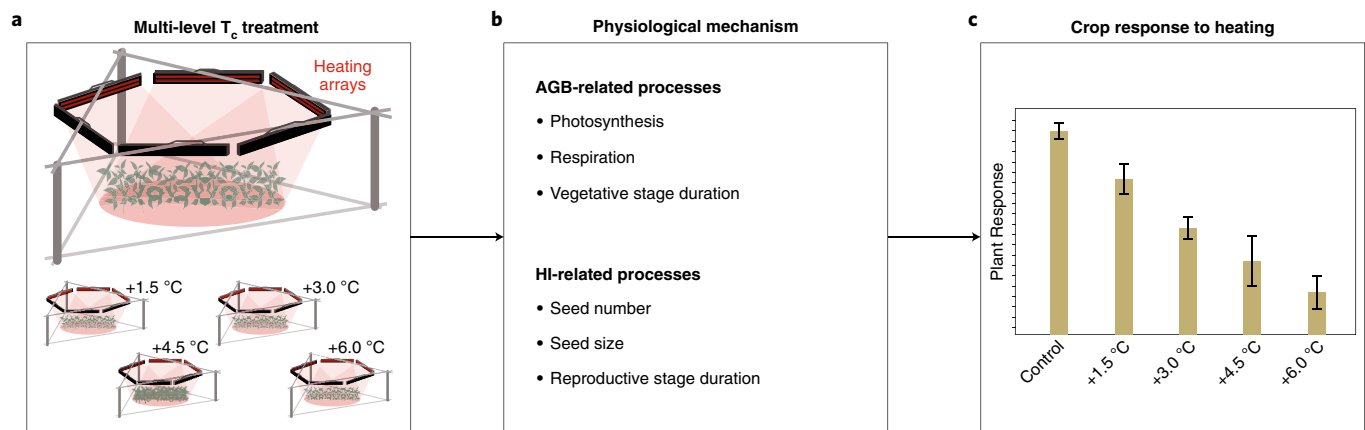 a
Multi-level Tc treatment
Heating
arrays
+1.5 °C
+3.0 °C
+4.5 °C
+6.0 °C
b
Physiological mechanism
AGB-related processes
• Photosynthesis
• Respiration
• Vegetative stage duration
HI-related processes
• Seed number
• Seed size
• Reproductive stage duration
c
Crop response to heating
Plant Response
Control
+1.5 °C
+3.0 °C
+4.5 °C
+6.0 °C